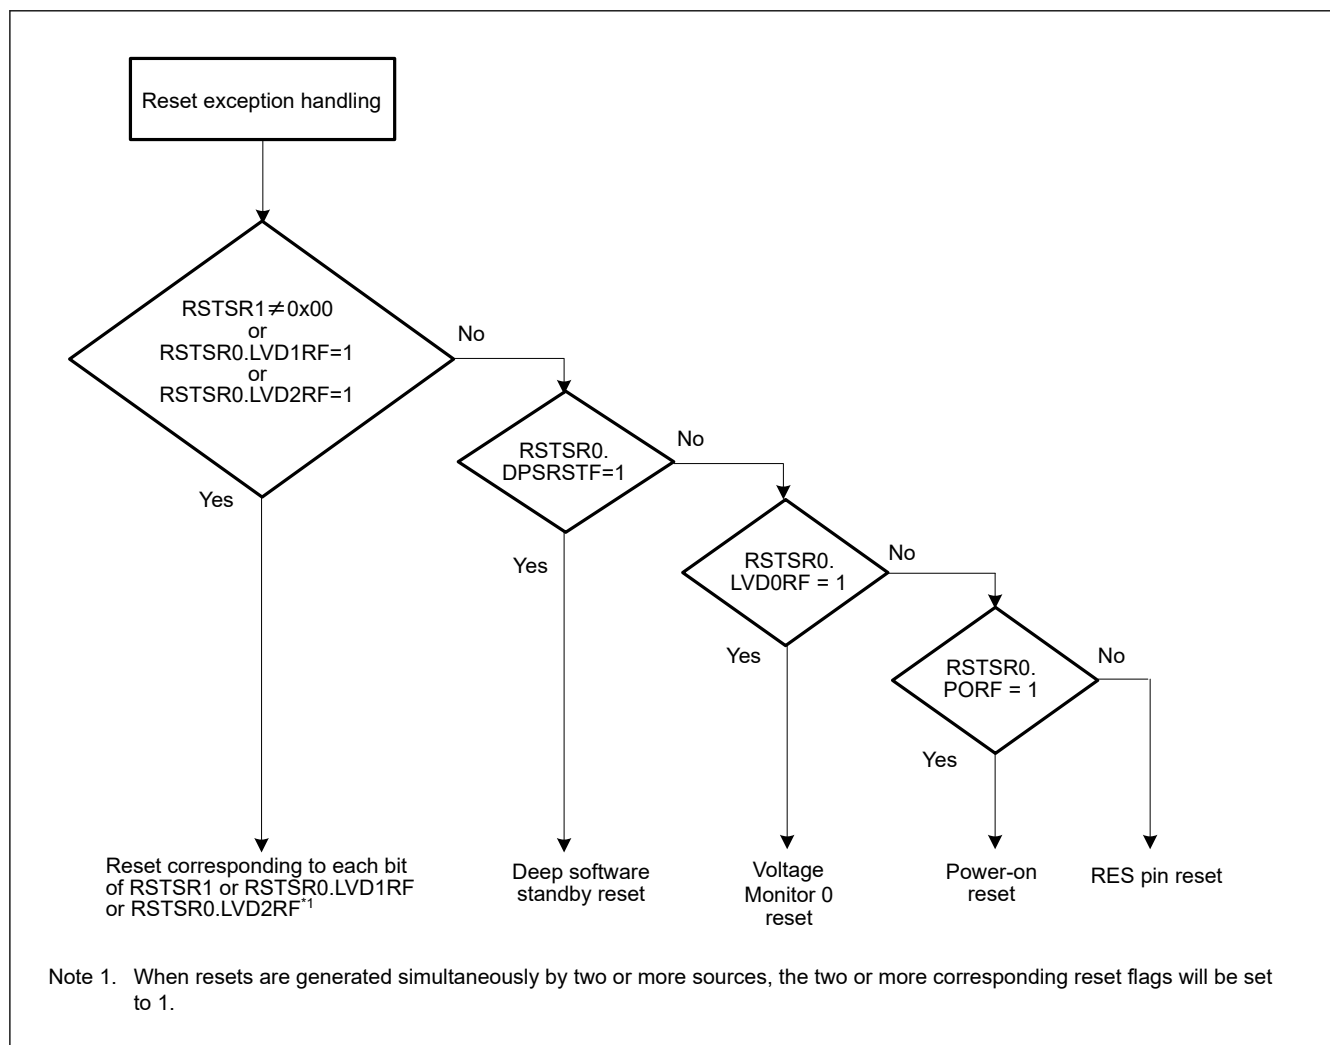 Reset exception handling
RSTSR1≠0x00
or
RSTSR0.LVD1RF=1
or
RSTSR0.LVD2RF=1
No
Yes
RSTSR0.
DPSRSTF=1
No
Yes
RSTSR0.
LVD0RF = 1
No
Yes
RSTSR0.
PORF = 1
No
Yes
Reset corresponding to each bit
of RSTSR1 or RSTSR0.LVD1RF
or RSTSR0.LVD2RF*1
Deep software
standby reset
Voltage
Monitor 0
reset
Power-on
reset
RES pin reset
Note 1. When resets are generated simultaneously by two or more sources, the two or more corresponding reset flags will be set
to 1.